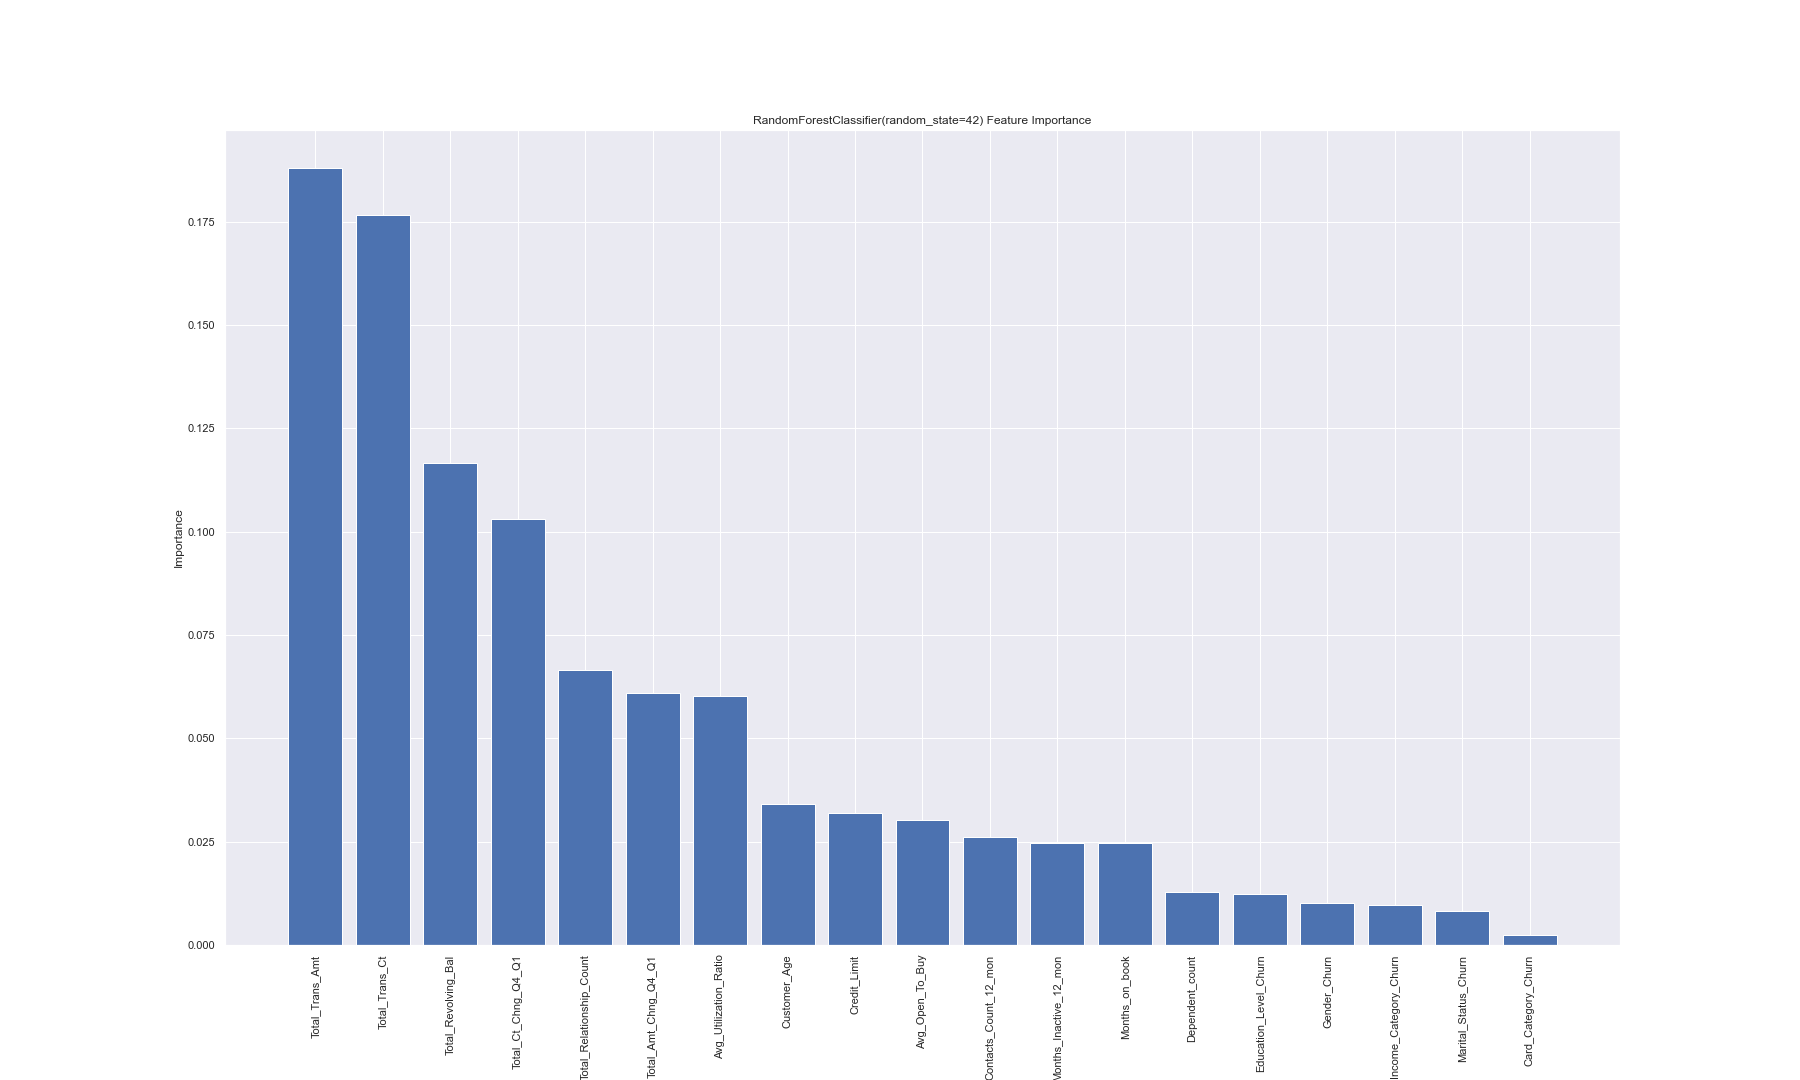 RandomForestClassifier(random_state=42) Feature Importance
Importance
0.175
0.150
0.125
0.100
0.075
0.050
0.025
0.000
Total_Trans_Amt
Total_Trans_Ct
Total_Revolving_Bal
Total_Ct_Chng_Q4_Q1
Total_Relationship_Count
Total_Amt_Chng_Q4_Q1
Avg_Utilization_Ratio
Customer_Age
Credit_Limit
Avg_Open_To_Buy
Contacts_Count_12_mon
Months_Inactive_12_mon
Months_on_book
Dependent_count
Education_Level_Churn
Gender_Churn
Income_Category_Churn
Marital_Status_Churn
Card_Category_Churn